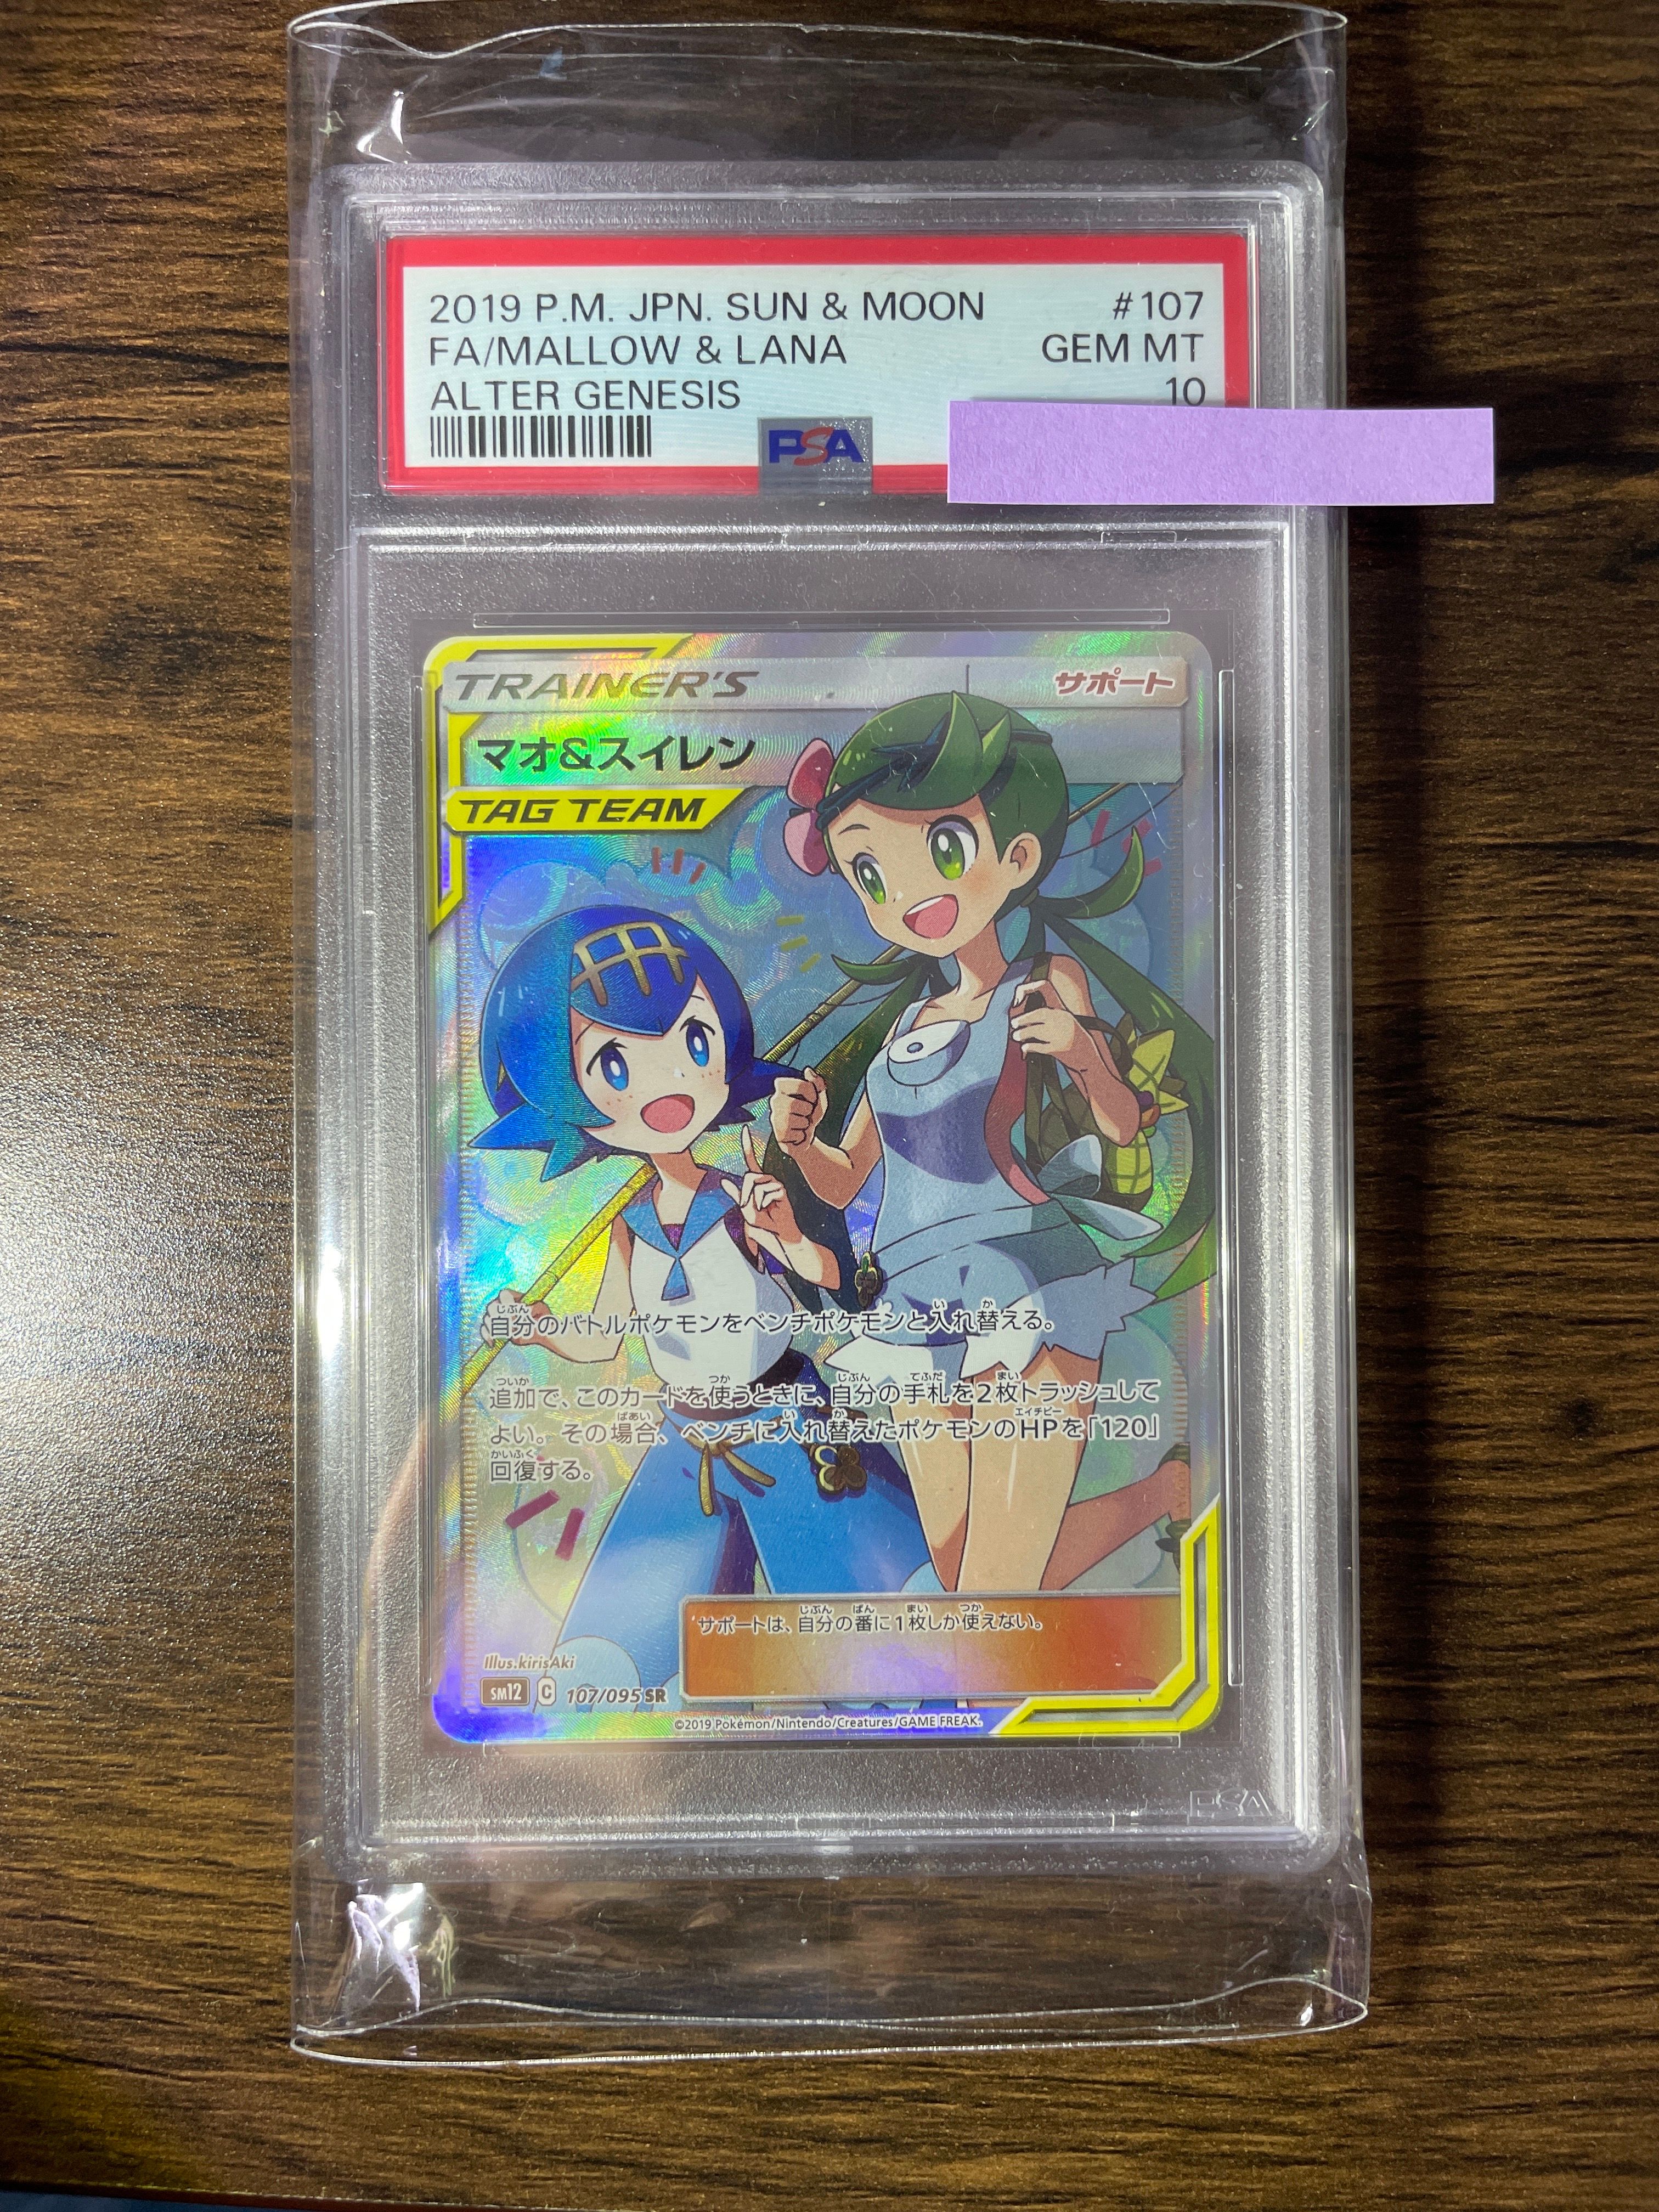 2019 P.M. JPN. SUN & MOON #107
FA/MALLOW & LANA GEM MT
ALTER GENESIS 10
PSA
TRAINER'S サポート
マオ&スイレン
TAG TEAM
自分のバトルポケモンをベンチポケモンと入れ替える。
追加で、このカードを使うときに、自分の手札を2枚トラッシュして
よい。その場合、ベンチに入れ替えたポケモンのHPを「120」
回復する。
サポートは、自分の番に1枚しか使えない。
Illus.kirisAki
SM12 C 107/095 SR
©2019 Pokémon/Nintendo/Creatures/GAME FREAK.
PSA